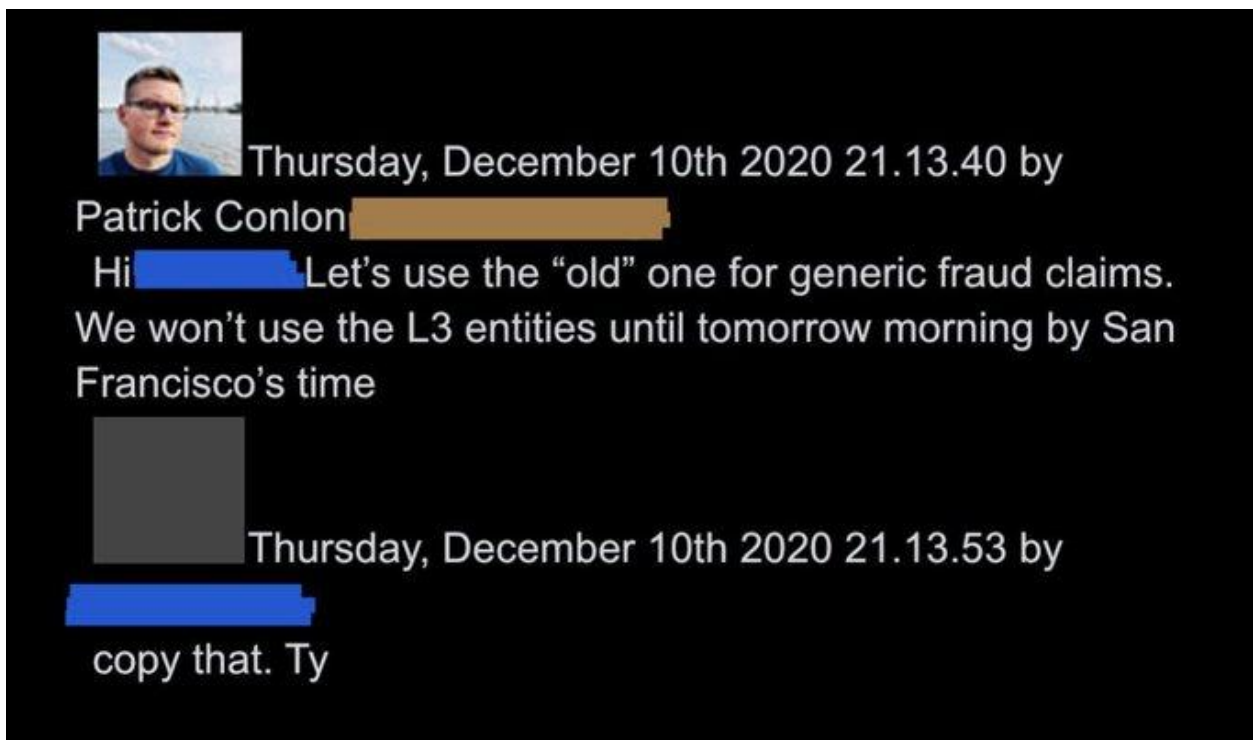 Thursday, December 10th 2020 21.13.40 by
Patrick Conlon
Hi Let’s use the “old” one for generic fraud claims.
We won’t use the L3 entities until tomorrow morning by San
Francisco’s time
Thursday, December 10th 2020 21.13.53 by
copy that. Ty